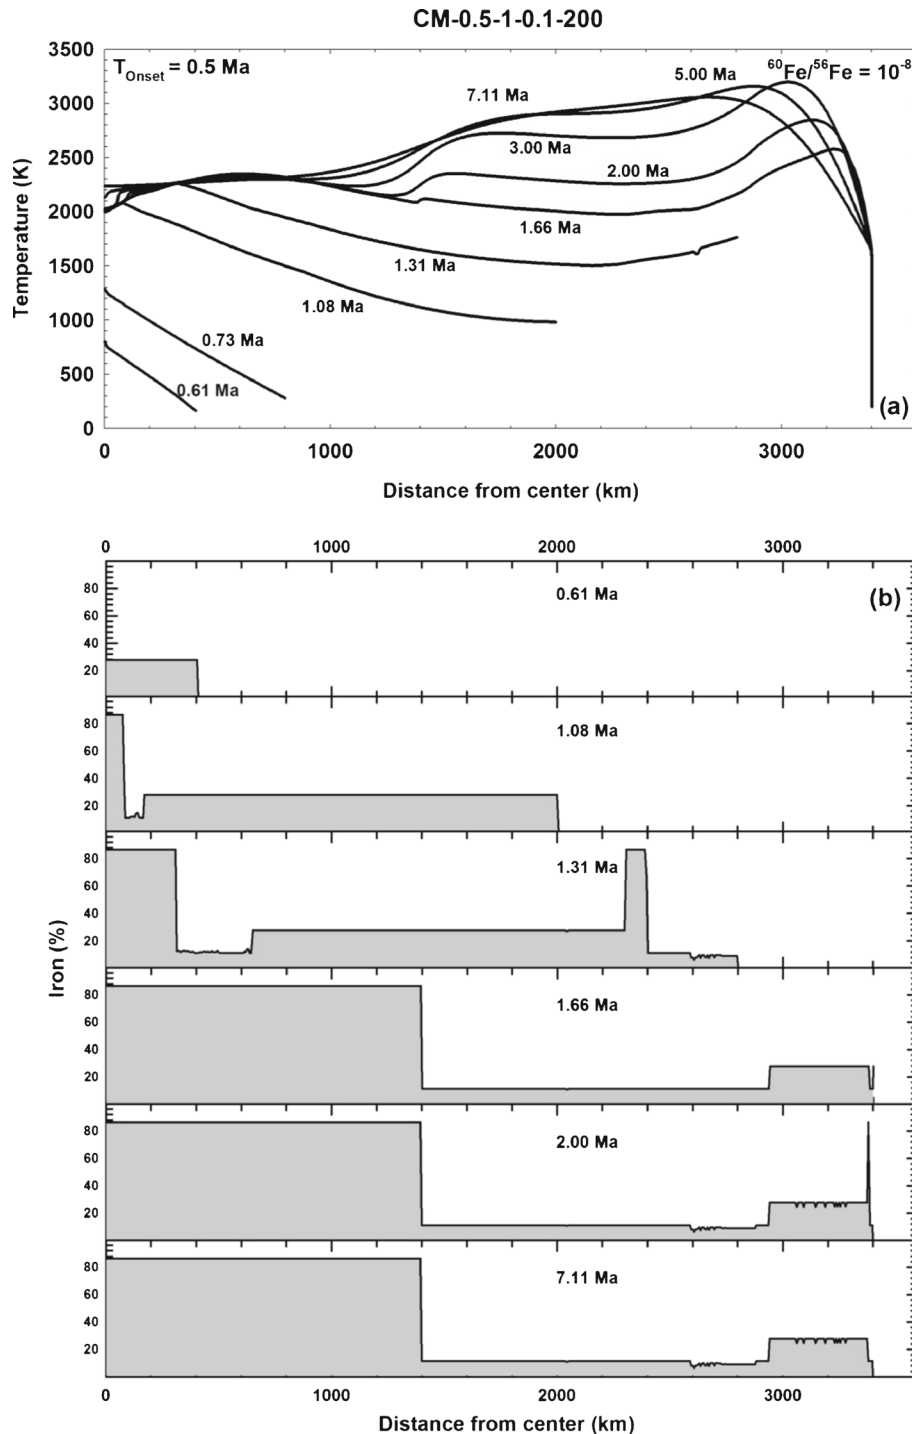 CM-0.5-1-0.1-200
T_Onset = 0.5 Ma
⁶⁰Fe/⁵⁶Fe = 10⁻⁸
5.00 Ma
7.11 Ma
3.00 Ma
2.00 Ma
1.66 Ma
1.31 Ma
1.08 Ma
0.73 Ma
0.61 Ma
(a)
3500
3000
2500
2000
1500
1000
500
0
Temperature (K)
0 1000 2000 3000
Distance from center (km)
0 1000 2000 3000
0.61 Ma
(b)
80
60
40
20
1.08 Ma
80
60
40
20
1.31 Ma
80
60
40
20
Iron (%)
1.66 Ma
80
60
40
20
2.00 Ma
80
60
40
20
7.11 Ma
80
60
40
20
0 1000 2000 3000
Distance from center (km)